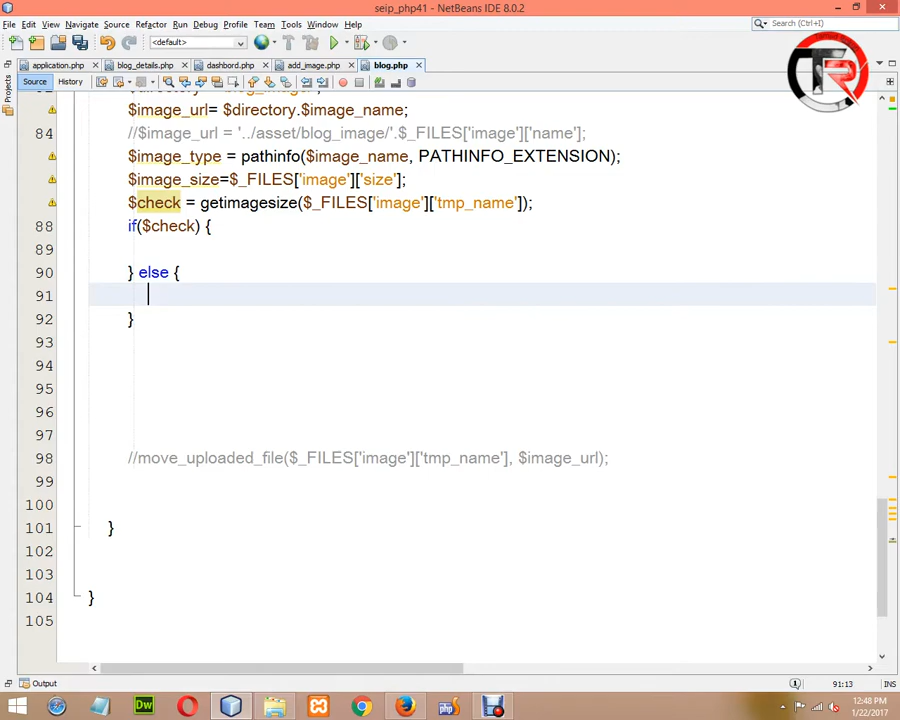 seip_php41 - NetBeans IDE 8.0.2
File Edit View Navigate Source Refactor Run Debug Profile Team Tools Window Help
<default>
Search (Ctrl+I)
application.php blog_details.php dashbord.php add_image.php blog.php
Source History
Projects
$image_url= $directory.$image_name;
84 //$image_url = '../asset/blog_image/'.$_FILES['image']['name'];
$image_type = pathinfo($image_name, PATHINFO_EXTENSION);
$image_size=$_FILES['image']['size'];
$check = getimagesize($_FILES['image']['tmp_name']);
88 if($check) {
89
90 } else {
91
92 }
93
94
95
96
97
98 //move_uploaded_file($_FILES['image']['tmp_name'], $image_url);
99
100
101 }
102
103
104 }
105
Output
91:13 INS
Dw
php
12:48 PM
1/22/2017